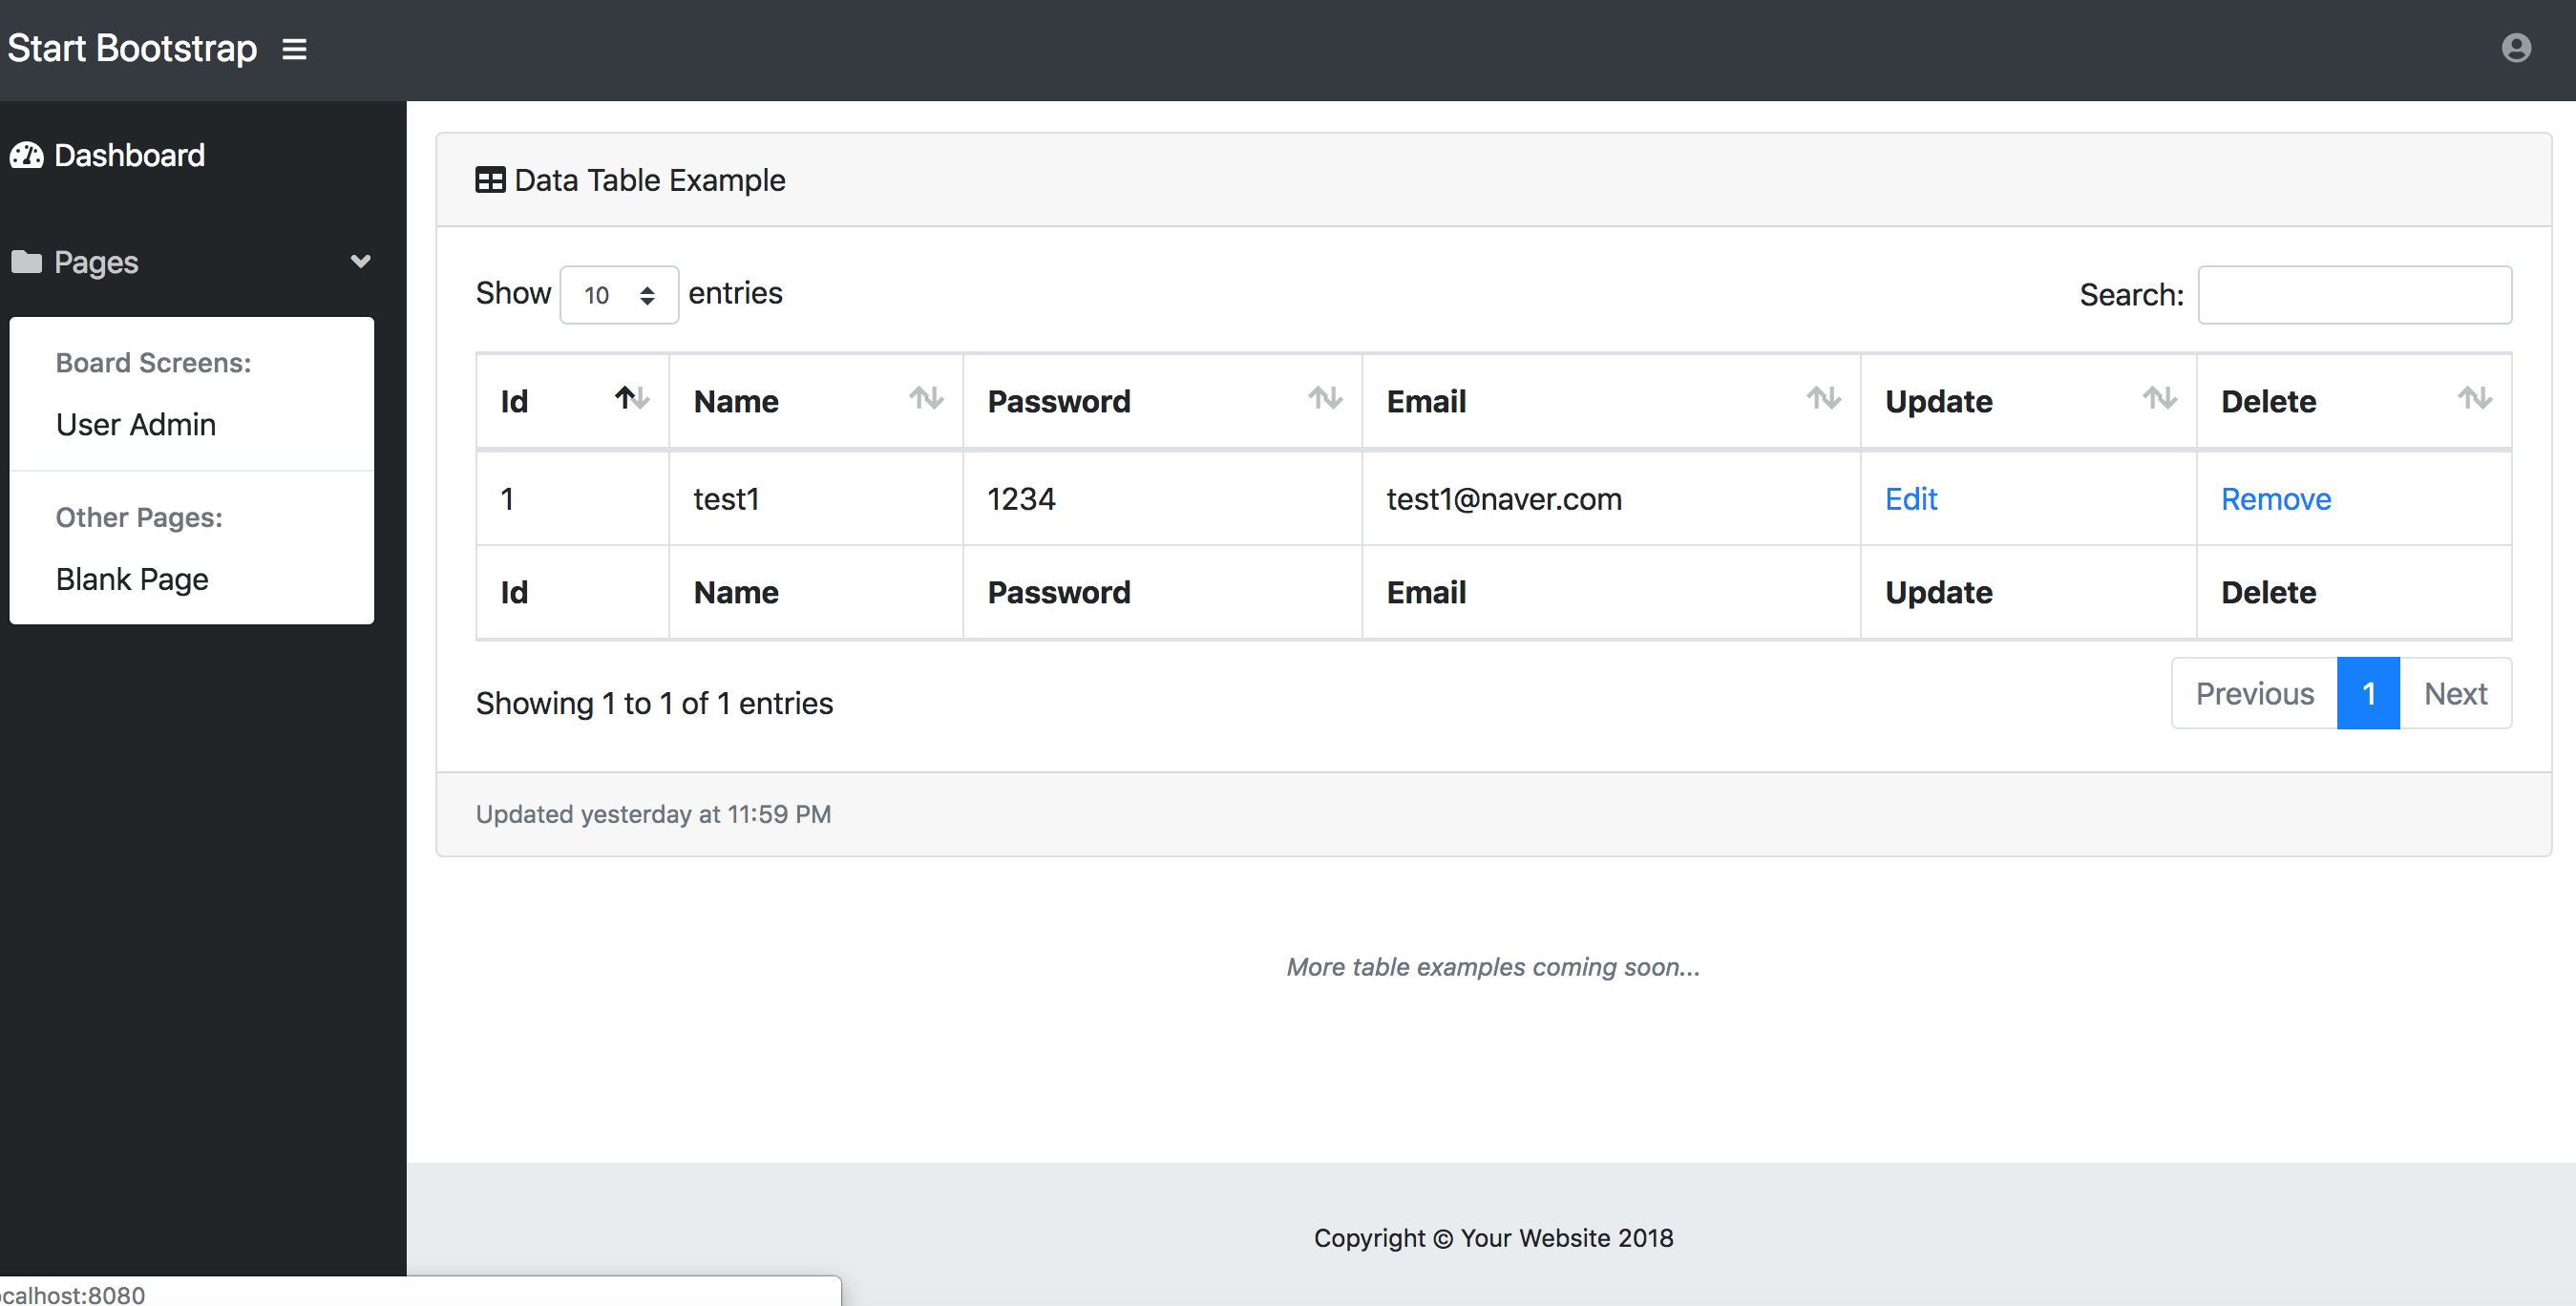 Start Bootstrap
Dashboard
Pages
Board Screens:
User Admin
Other Pages:
Blank Page
Data Table Example
Show 10 entries
Search:
Id Name Password Email Update Delete
1 test1 1234 test1@naver.com Edit Remove
Id Name Password Email Update Delete
Showing 1 to 1 of 1 entries
Previous 1 Next
Updated yesterday at 11:59 PM
More table examples coming soon...
Copyright © Your Website 2018
ocalhost:8080